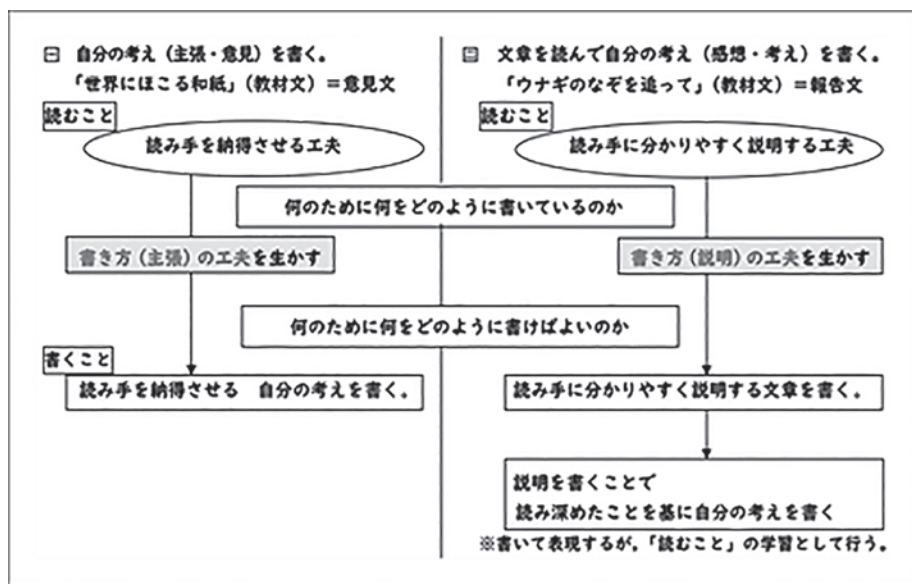 ㊀ 自分の考え（主張・意見）を書く。
「世界にほこる和紙」（教材文）＝意見文
読むこと
読み手を納得させる工夫
何のために何をどのように書いているのか
書き方（主張）の工夫を生かす
何のために何をどのように書けばよいのか
書くこと
読み手を納得させる　自分の考えを書く。
㊁ 文章を読んで自分の考え（感想・考え）を書く。
「ウナギのなぞを追って」（教材文）＝報告文
読むこと
読み手に分かりやすく説明する工夫
書き方（説明）の工夫を生かす
読み手に分かりやすく説明する文章を書く。
説明を書くことで
読み深めたことを基に自分の考えを書く
※書いて表現するが，「読むこと」の学習として行う。